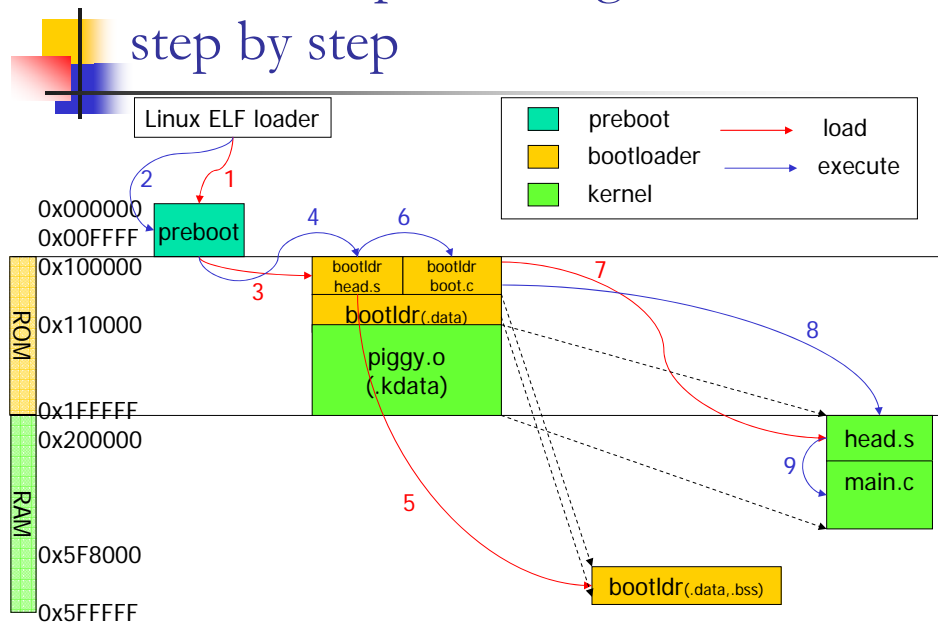 step by step
Linux ELF loader
preboot
bootloader
kernel
load
execute
1
2
0x000000
0x00FFFF
preboot
3
4
6
0x100000
bootldr
head.s
bootldr
boot.c
7
ROM
0x110000
bootldr(.data)
8
piggy.o
(.kdata)
0x1FFFFF
0x200000
head.s
9
main.c
RAM
5
0x5F8000
bootldr(.data,.bss)
0x5FFFFF